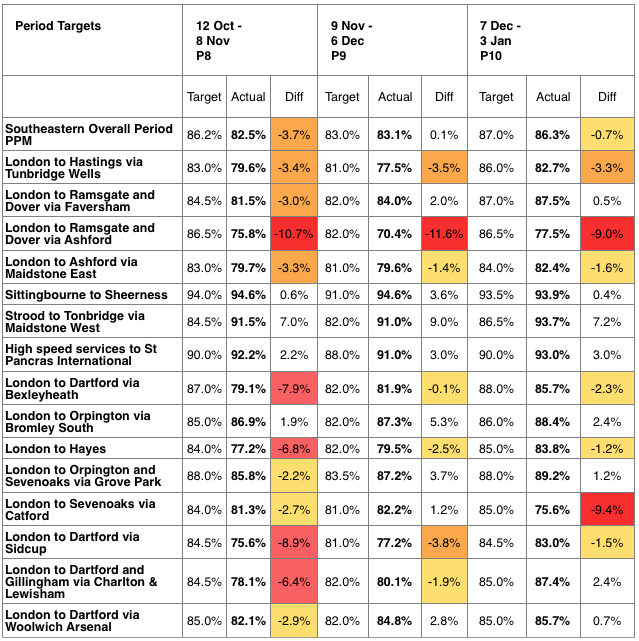 Period Targets 12 Oct - 9 Nov - 7 Dec -
8 Nov 6 Dec 3 Jan
P8 P9 P10
Target Actual Diff Target Actual Diff Target Actual Diff
Southeastern Overall Period
PPM 86.2% 82.5% -3.7% 83.0% 83.1% 0.1% 87.0% 86.3% -0.7%
London to Hastings via
Tunbridge Wells 83.0% 79.6% -3.4% 81.0% 77.5% -3.5% 86.0% 82.7% -3.3%
London to Ramsgate and
Dover via Faversham 84.5% 81.5% -3.0% 82.0% 84.0% 2.0% 87.0% 87.5% 0.5%
London to Ramsgate and
Dover via Ashford 86.5% 75.8% -10.7% 82.0% 70.4% -11.6% 86.5% 77.5% -9.0%
London to Ashford via
Maidstone East 83.0% 79.7% -3.3% 81.0% 79.6% -1.4% 84.0% 82.4% -1.6%
Sittingbourne to Sheerness 94.0% 94.6% 0.6% 91.0% 94.6% 3.6% 93.5% 93.9% 0.4%
Strood to Tonbridge via
Maidstone West 84.5% 91.5% 7.0% 82.0% 91.0% 9.0% 86.5% 93.7% 7.2%
High speed services to St
Pancras International 90.0% 92.2% 2.2% 88.0% 91.0% 3.0% 90.0% 93.0% 3.0%
London to Dartford via
Bexleyheath 87.0% 79.1% -7.9% 82.0% 81.9% -0.1% 88.0% 85.7% -2.3%
London to Orpington via
Bromley South 85.0% 86.9% 1.9% 82.0% 87.3% 5.3% 86.0% 88.4% 2.4%
London to Hayes 84.0% 77.2% -6.8% 82.0% 79.5% -2.5% 85.0% 83.8% -1.2%
London to Orpington and
Sevenoaks via Grove Park 88.0% 85.8% -2.2% 83.5% 87.2% 3.7% 88.0% 89.2% 1.2%
London to Sevenoaks via
Catford 84.0% 81.3% -2.7% 81.0% 82.2% 1.2% 85.0% 75.6% -9.4%
London to Dartford via
Sidcup 84.5% 75.6% -8.9% 81.0% 77.2% -3.8% 84.5% 83.0% -1.5%
London to Dartford and
Gillingham via Charlton &
Lewisham 84.5% 78.1% -6.4% 82.0% 80.1% -1.9% 85.0% 87.4% 2.4%
London to Dartford via
Woolwich Arsenal 85.0% 82.1% -2.9% 82.0% 84.8% 2.8% 85.0% 85.7% 0.7%